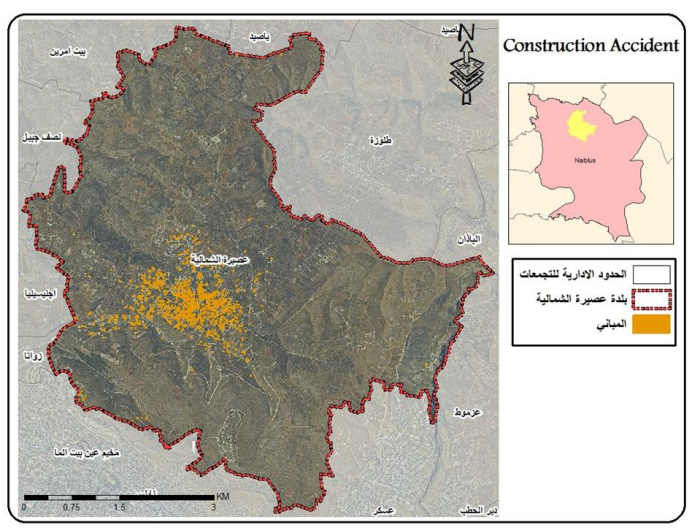 Construction Accident
N
ياصيد
ياصيد
بيت امرين
نصف جبيل
طلوزة
الباذان
عصيرة الشمالية
اجنيسينيا
زواتا
عزموط
مخيم عين بيت الما
عسكر
دير الحطب
KM
0 0.75 1.5 3
Nablus
الحدود الادارية للتجمعات
بلدة عصيرة الشمالية
المباني